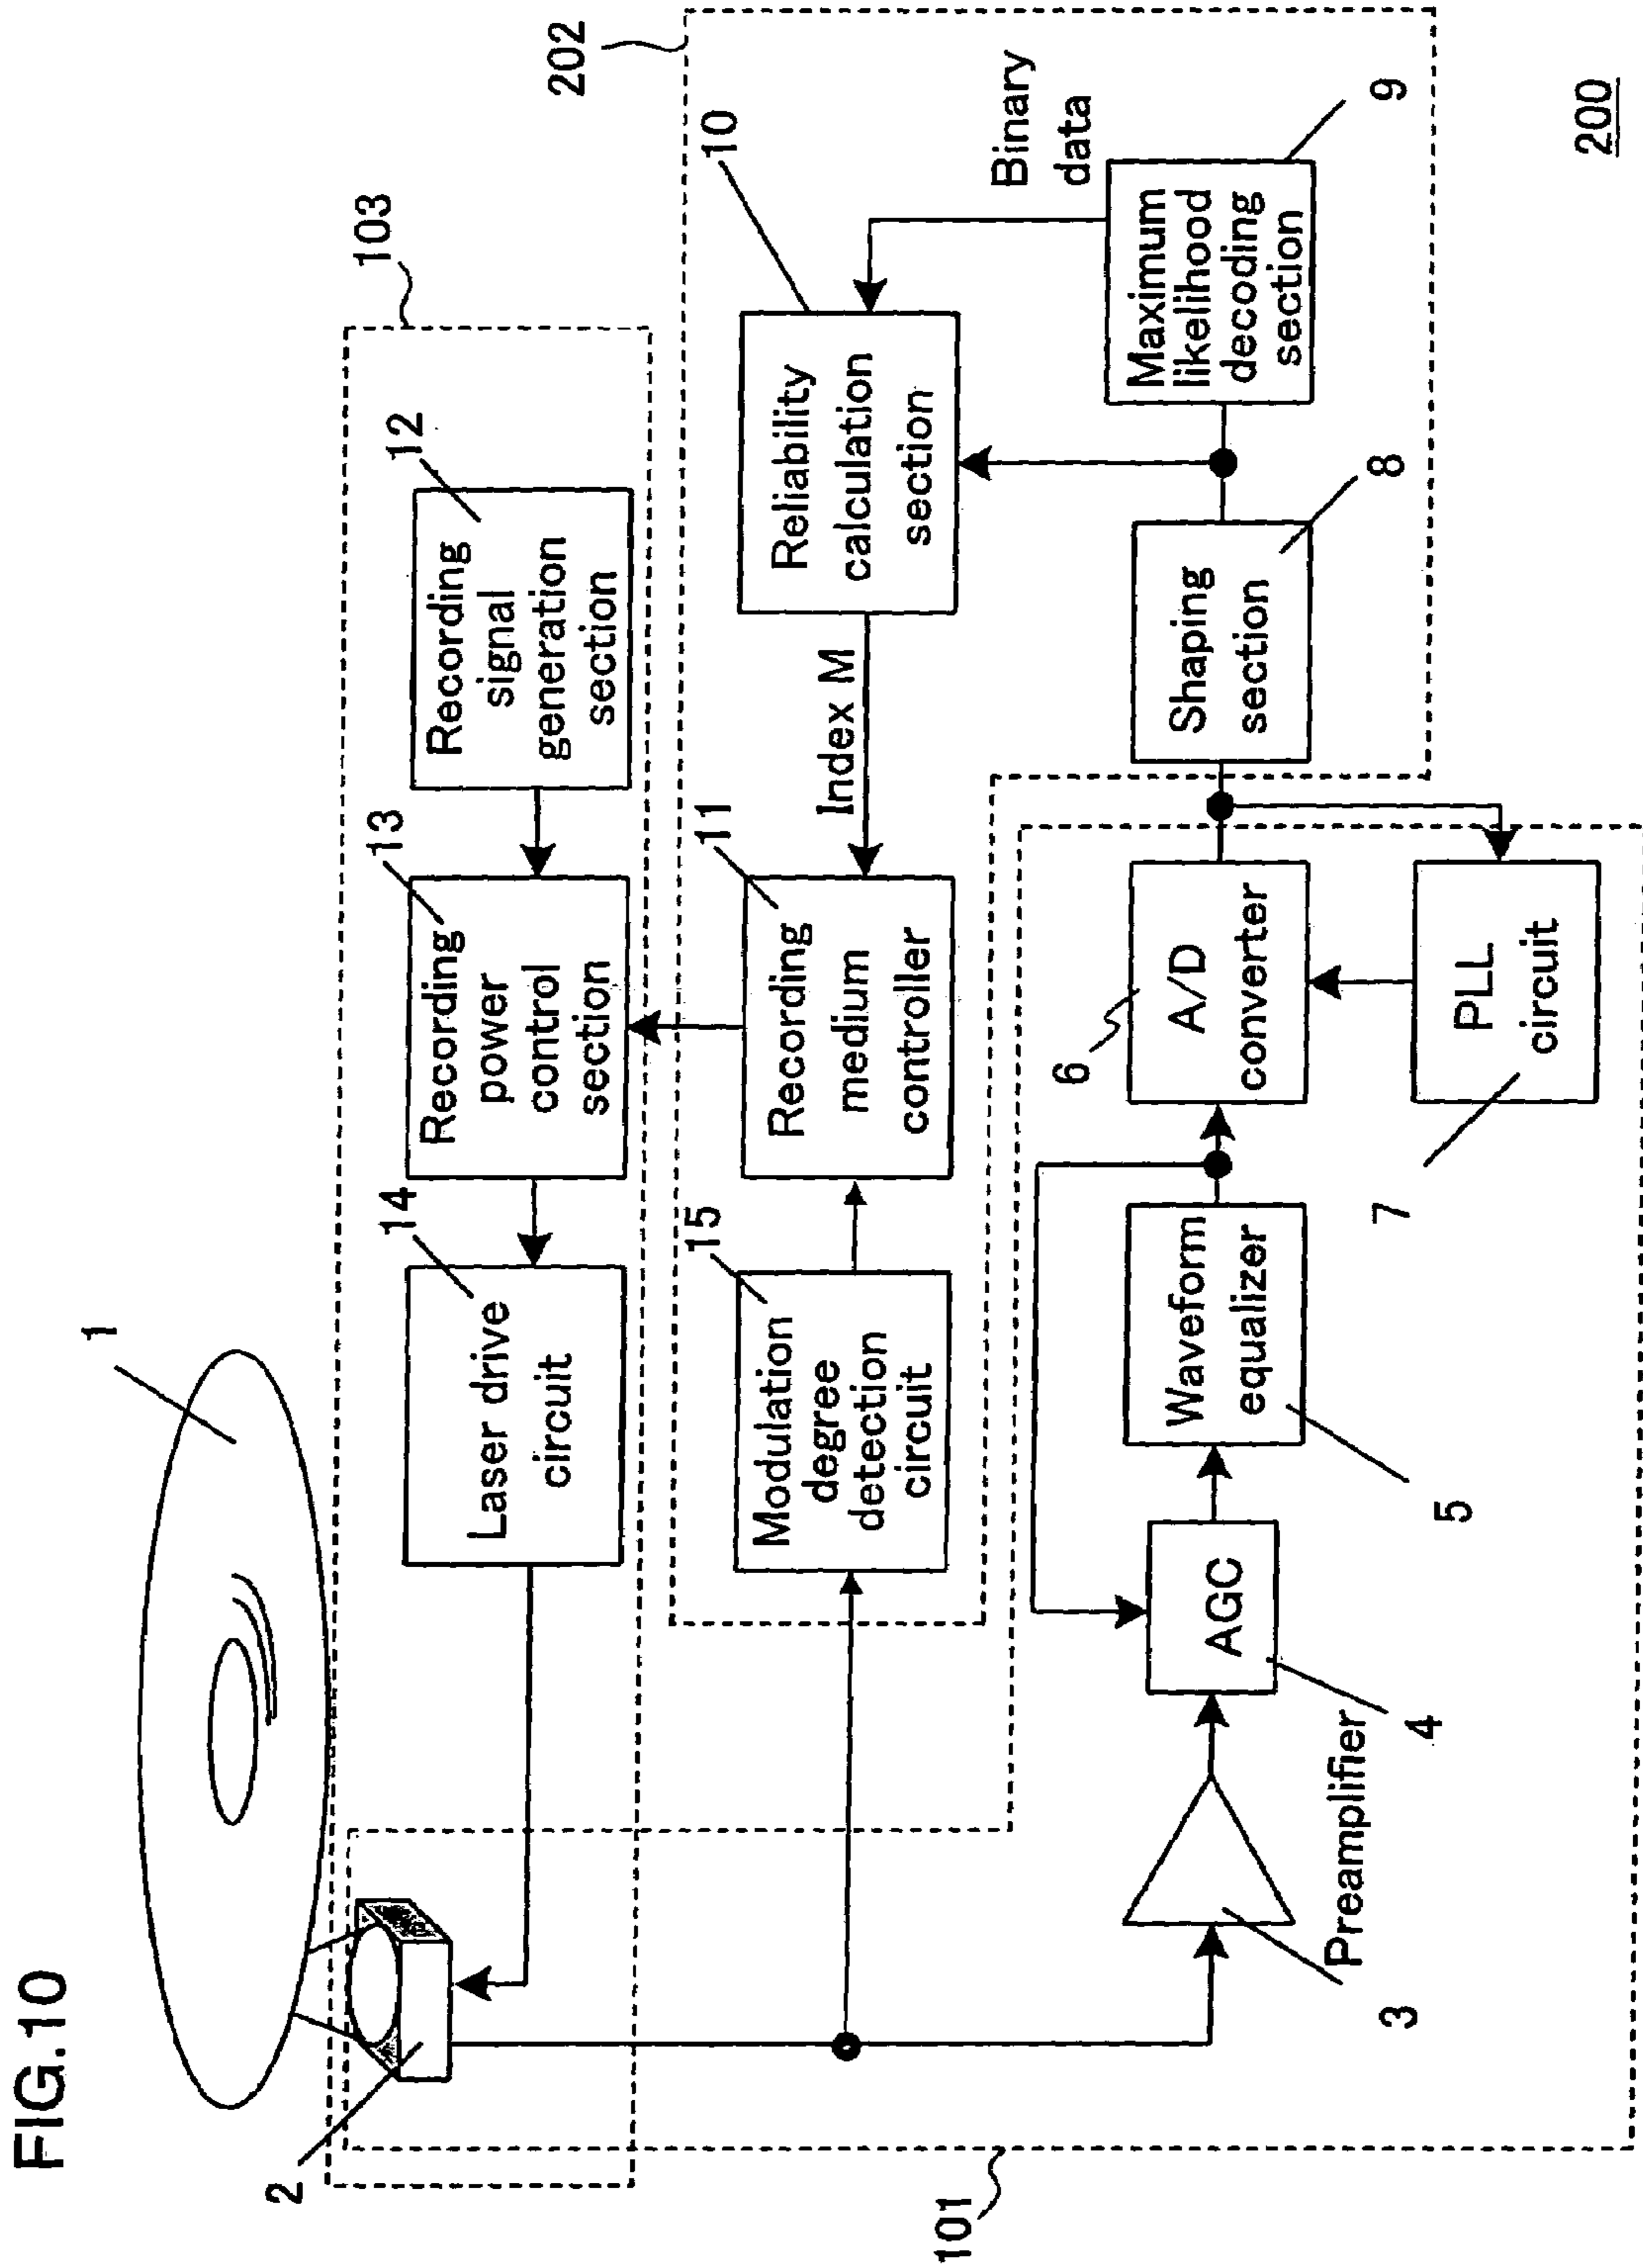 FIG.10
1
2
103
14
Laser drive
circuit
13
Recording
power
control
section
12
Recording
signal
generation
section
202
15
Modulation
degree
detection
circuit
11
Recording
medium
controller
Index M
10
Reliability
calculation
section
Binary
data
101
3
Preamplifier
AGC
4
Waveform
equalizer
5
6
A/D
converter
PLL
circuit
7
Shaping
section
8
Maximum
likelihood
decoding
section
9
200